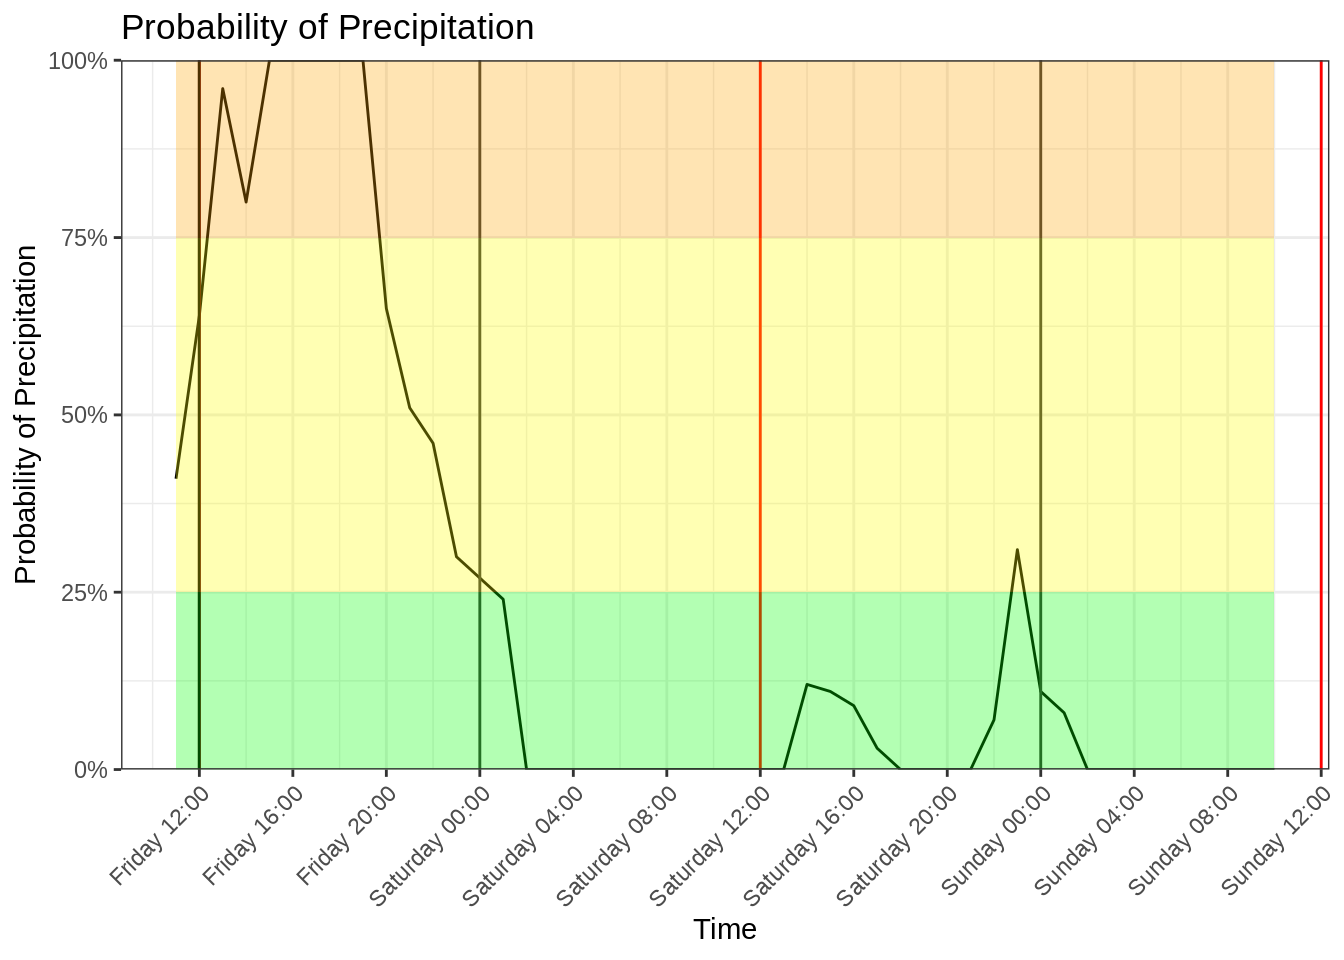 Probability of Precipitation
Probability of Precipitation
100%
75%
50%
25%
0%
Friday 12:00
Friday 16:00
Friday 20:00
Saturday 00:00
Saturday 04:00
Saturday 08:00
Saturday 12:00
Saturday 16:00
Saturday 20:00
Sunday 00:00
Sunday 04:00
Sunday 08:00
Sunday 12:00
Time